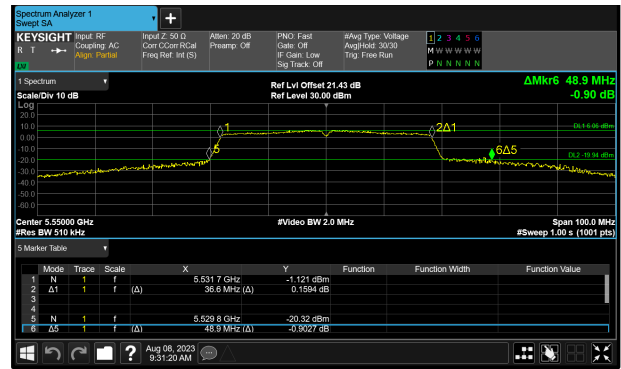 Spectrum Analyzer 1
Swept SA
KEYSIGHT
R T
LXI
Input: RF
Coupling: AC
Align: Partial
Input Z: 50 Ω
Corr CCorr RCal
Freq Ref: Int (S)
Atten: 20 dB
Preamp: Off
PNO: Fast
Gate: Off
IF Gain: Low
Sig Track: Off
#Avg Type: Voltage
Avg|Hold: 30/30
Trig: Free Run
1 2 3 4 5 6
M W W W W W
P N N N N N
1 Spectrum
Scale/Div 10 dB
Ref Lvl Offset 21.43 dB
Ref Level 30.00 dBm
ΔMkr6 48.9 MHz
-0.90 dB
Log
20.0
10.0
0.00
-10.0
-20.0
-30.0
-40.0
-50.0
-60.0
1
2Δ1
5
6Δ5
DL1 6.06 dBm
DL2 -19.94 dBm
Center 5.55000 GHz
#Res BW 510 kHz
#Video BW 2.0 MHz
Span 100.0 MHz
#Sweep 1.00 s (1001 pts)
5 Marker Table
Mode Trace Scale X Y Function Function Width Function Value
1 N 1 f 5.531 7 GHz -1.121 dBm
2 Δ1 1 f (Δ) 36.6 MHz (Δ) 0.1594 dB
3
4
5 N 1 f 5.529 8 GHz -20.32 dBm
6 Δ5 1 f (Δ) 48.9 MHz (Δ) -0.9027 dB
?
Aug 08, 2023
9:31:20 AM